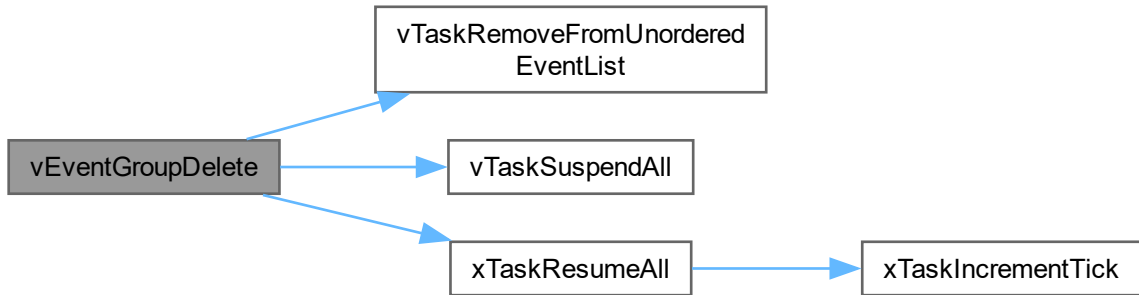 vTaskRemoveFromUnordered
EventList
vEventGroupDelete
vTaskSuspendAll
xTaskResumeAll
xTaskIncrementTick